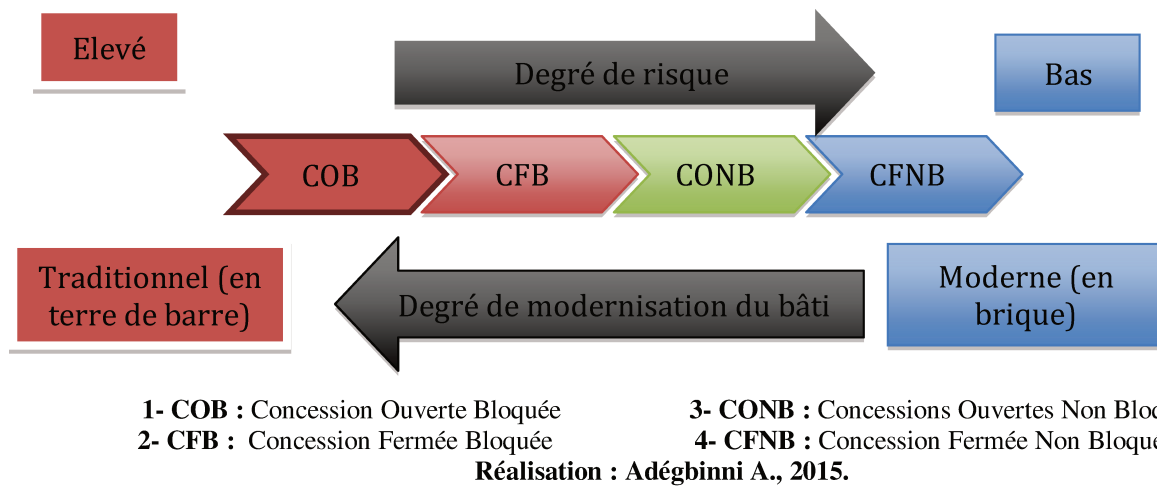 Elevé
Degré de risque
Bas
COB
CFB
CONB
CFNB
Traditionnel (en
terre de barre)
Degré de modernisation du bâti
Moderne (en
brique)
1- COB : Concession Ouverte Bloquée
3- CONB : Concessions Ouvertes Non Bloq
2- CFB : Concession Fermée Bloquée
4- CFNB : Concession Fermée Non Bloqué
Réalisation : Adégbinni A., 2015.